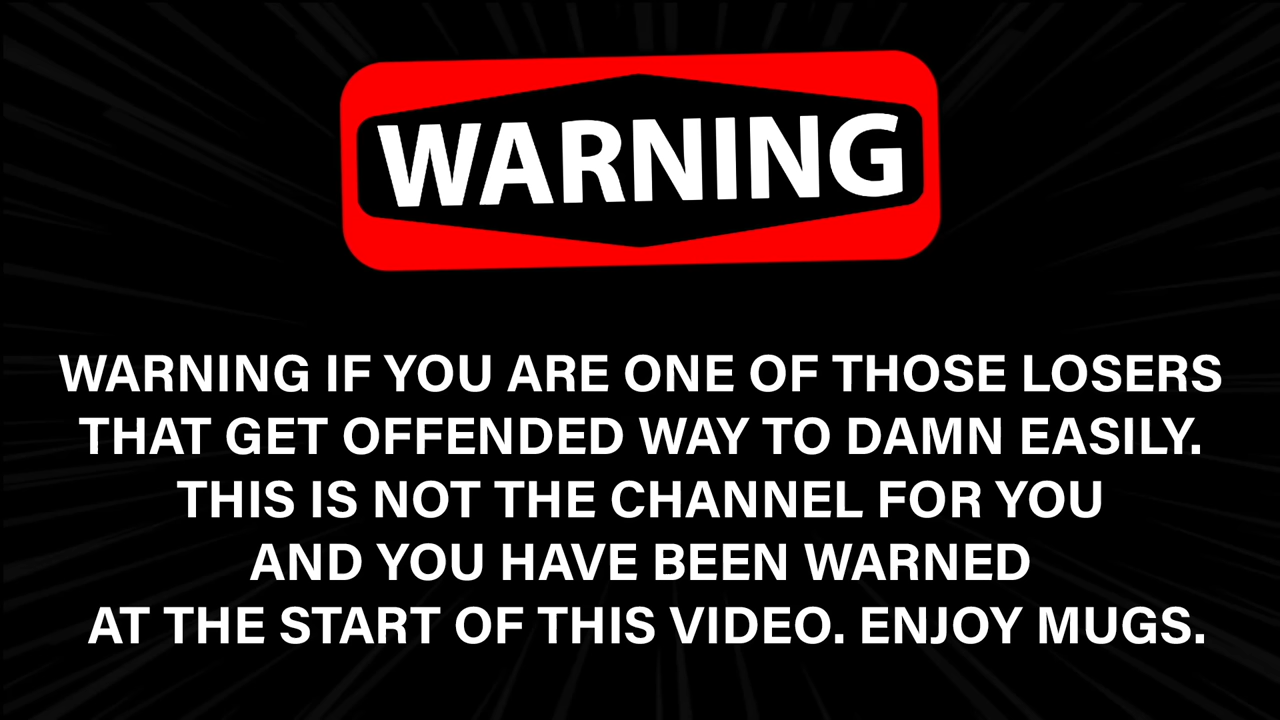 WARNING
WARNING IF YOU ARE ONE OF THOSE LOSERS
THAT GET OFFENDED WAY TO DAMN EASILY.
THIS IS NOT THE CHANNEL FOR YOU
AND YOU HAVE BEEN WARNED
AT THE START OF THIS VIDEO. ENJOY MUGS.